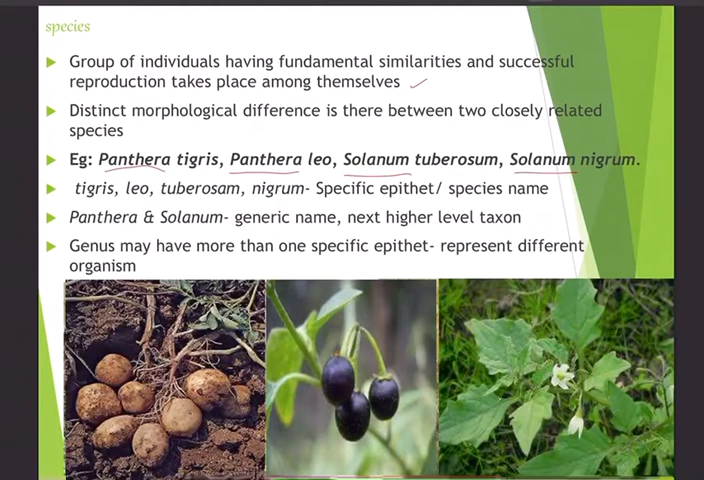 species
Group of individuals having fundamental similarities and successful
reproduction takes place among themselves
Distinct morphological difference is there between two closely related
species
Eg: Panthera tigris, Panthera leo, Solanum tuberosum, Solanum nigrum.
tigris, leo, tuberosam, nigrum- Specific epithet/ species name
Panthera & Solanum- generic name, next higher level taxon
Genus may have more than one specific epithet- represent different
organism